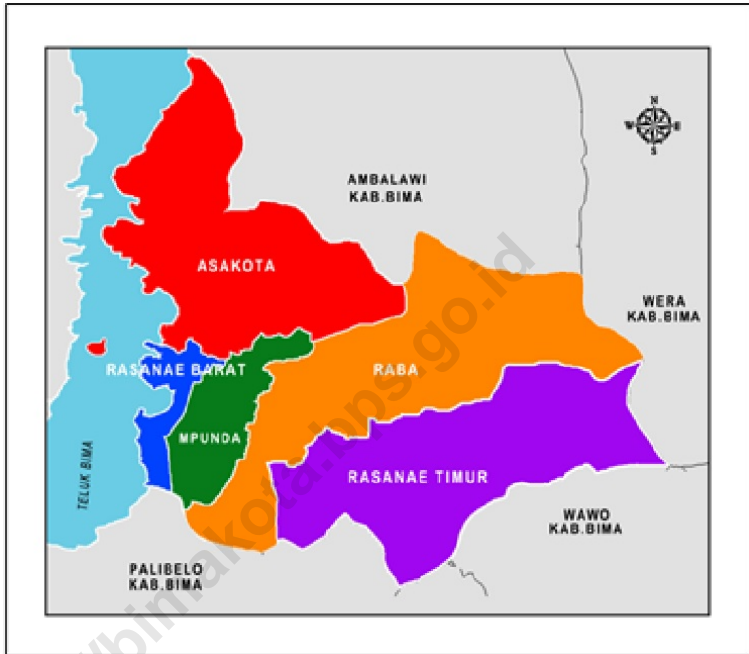 N
W E
S
AMBALAWI
KAB.BIMA
ASAKOTA
WERA
KAB.BIMA
RASANAE BARAT
RABA
MPUNDA
TELUK BIMA
RASANAE TIMUR
WAWO
KAB.BIMA
PALIBELO
KAB.BIMA
/bimakota.bps.go.id